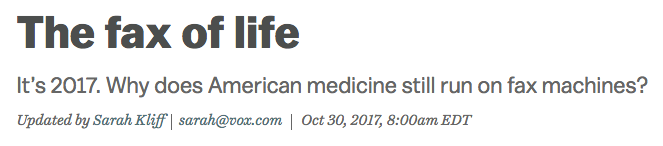 The fax of life
It's 2017. Why does American medicine still run on fax machines?
Updated by Sarah Kliff | sarah@vox.com | Oct 30, 2017, 8:00am EDT